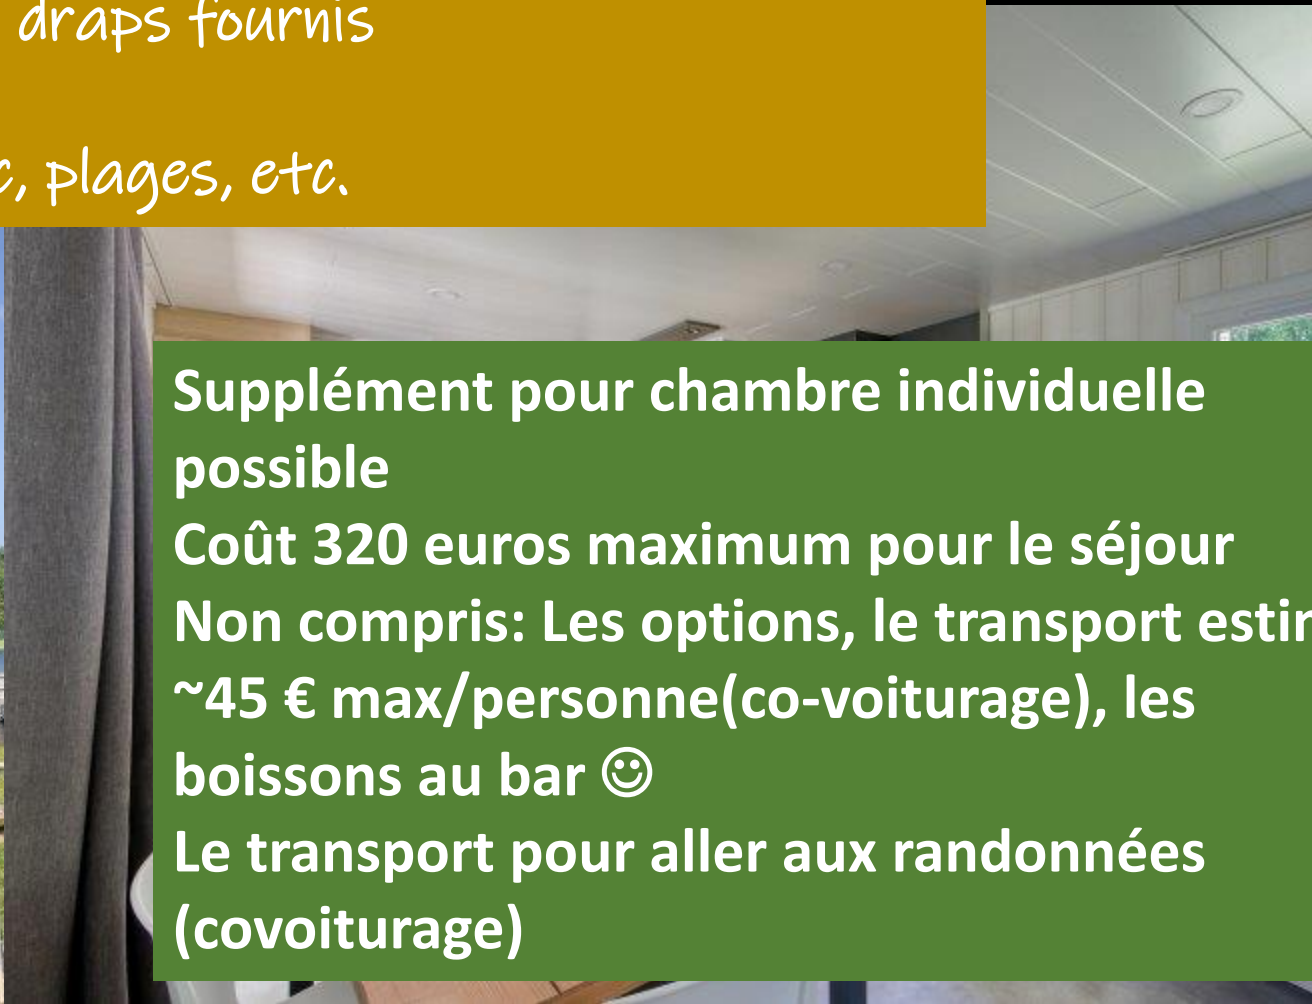 draps fournis
, plages, etc.
Supplément pour chambre individuelle
possible
Coût 320 euros maximum pour le séjour
Non compris: Les options, le transport
~45 € max/personne(co-voiturage), les
boissons au bar ☺
Le transport pour aller aux randonnées
(covoiturage)